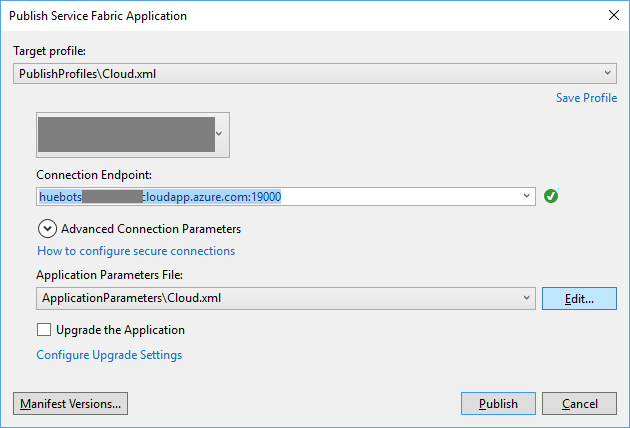 Publish Service Fabric Application
Target profile:
PublishProfiles\Cloud.xml
Save Profile
Connection Endpoint:
huebots cloudapp.azure.com:19000
Advanced Connection Parameters
How to configure secure connections
Application Parameters File:
ApplicationParameters\Cloud.xml
Edit...
Upgrade the Application
Configure Upgrade Settings
Manifest Versions...
Publish
Cancel